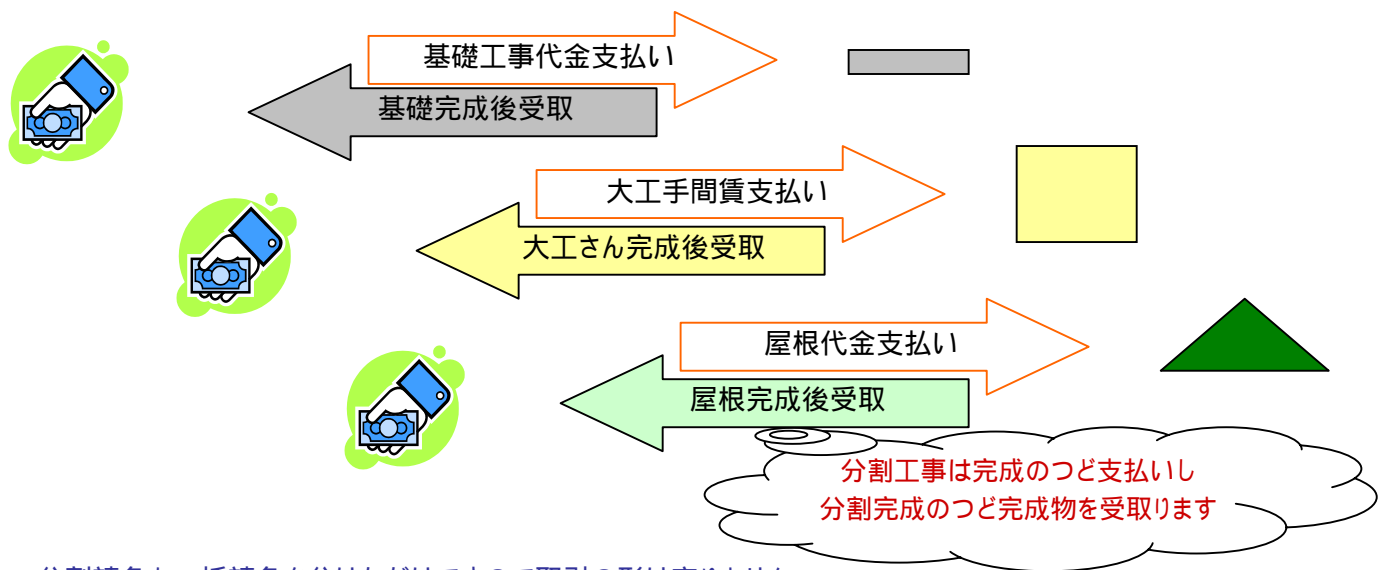 基礎工事代金支払い
基礎完成後受取
大工手間賃支払い
大工さん完成後受取
屋根代金支払い
屋根完成後受取
分割工事は完成のつど支払いし
分割完成のつど完成物を受取ります